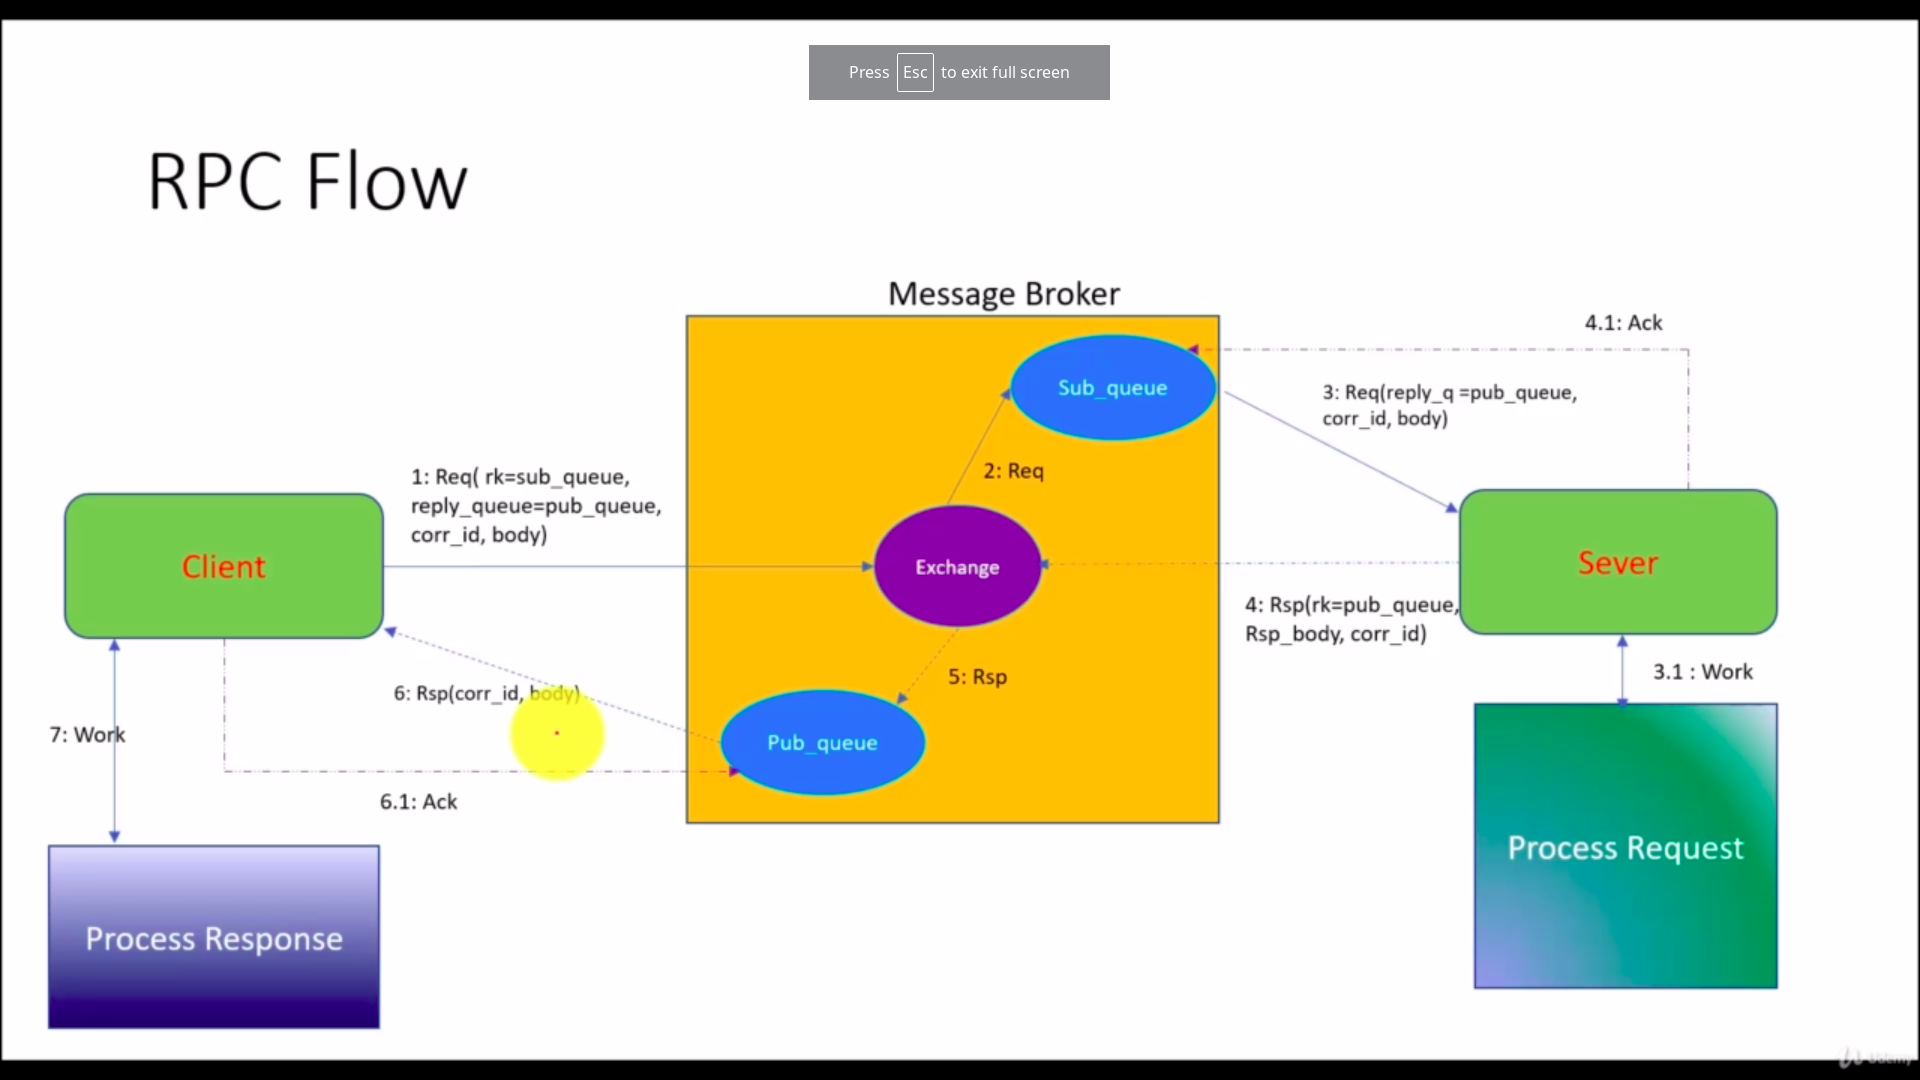 Press Esc to exit full screen
RPC Flow
Message Broker
4.1: Ack
Sub_queue
3: Req(reply_q =pub_queue,
corr_id, body)
2: Req
1: Req( rk=sub_queue,
reply_queue=pub_queue,
corr_id, body)
Client
Exchange
Sever
4: Rsp(rk=pub_queue,
Rsp_body, corr_id)
5: Rsp
3.1 : Work
6: Rsp(corr_id, body)
7: Work
Pub_queue
6.1: Ack
Process Request
Process Response
Udemy